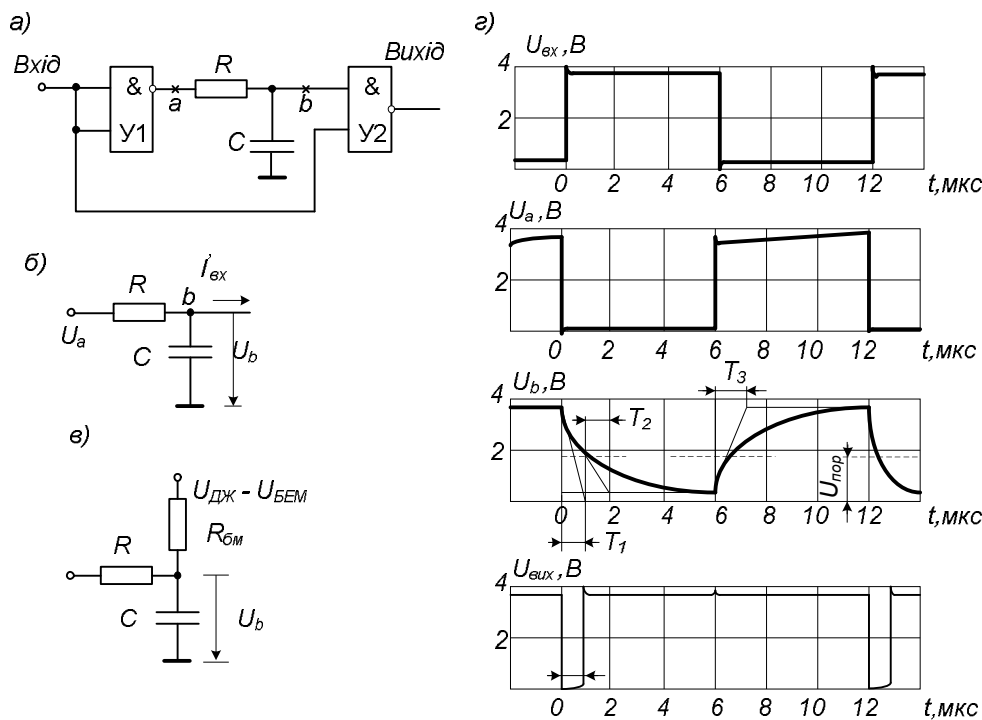 а)
Вхід
&
У1
a
R
C
b
Вихід
&
У2
б)
R
b
I'вх
Ua
C
Ub
в)
UДЖ - UБЕМ
Rбм
R
C
Ub
г)
Uвх,В
4
2
0 2 4 6 8 10 12 t,мкс
Ua,В
4
2
0 2 4 6 8 10 12 t,мкс
Ub,В
T3
4
T2
2
Uпор
0 2 4 6 8 10 12 t,мкс
T1
Uвих,В
4
2
0 2 4 6 8 10 12 t,мкс